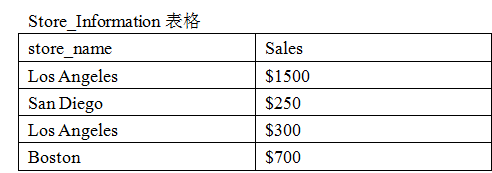 Store_Information 表格
store_name Sales
Los Angeles $1500
San Diego $250
Los Angeles $300
Boston $700